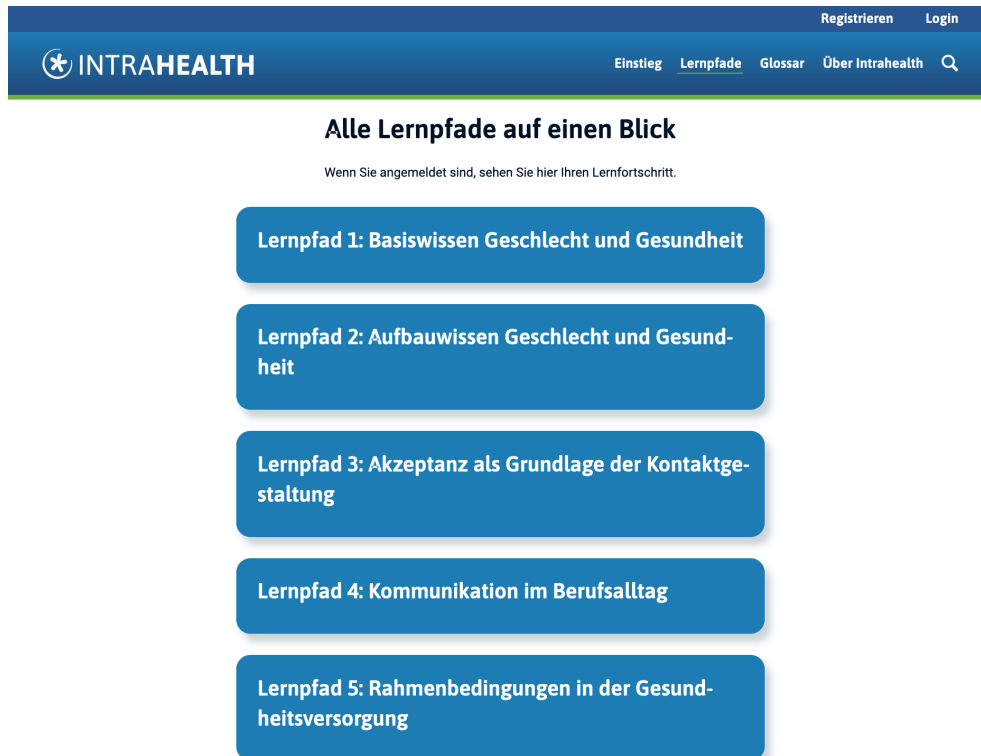 Registrieren Login
INTRAHEALTH
Einstieg Lernpfade Glossar Über Intrahealth
Alle Lernpfade auf einen Blick
Wenn Sie angemeldet sind, sehen Sie hier Ihren Lernfortschritt.
Lernpfad 1: Basiswissen Geschlecht und Gesundheit
Lernpfad 2: Aufbauwissen Geschlecht und Gesund-
heit
Lernpfad 3: Akzeptanz als Grundlage der Kontaktge-
staltung
Lernpfad 4: Kommunikation im Berufsalltag
Lernpfad 5: Rahmenbedingungen in der Gesund-
heitsversorgung